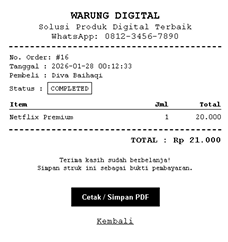 WARUNG DIGITAL
Solusi Produk Digital Terbaik
WhatsApp: 0812-3456-7890
No. Order: #16
Tanggal : 2026-01-28 00:12:33
Pembeli : Diva Baihaqi
Status : COMPLETED
Item Jml Total
Netflix Premium 1 20.000
TOTAL : Rp 21.000
Terima kasih sudah berbelanja!
Simpan struk ini sebagai bukti pembayaran.
Cetak / Simpan PDF
Kembali